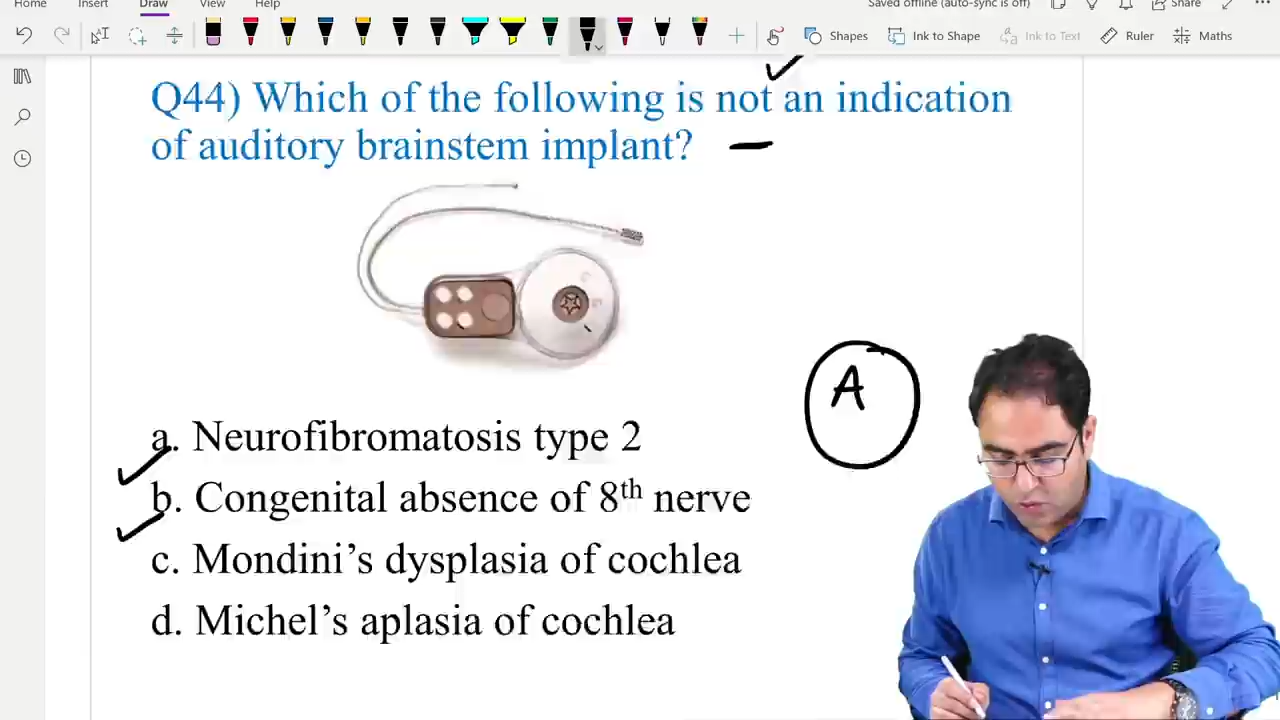 Home Insert Draw View Help Saved offline (auto-sync is off) Share
Shapes Ink to Shape Ink to Text Ruler Maths
Q44) Which of the following is not an indication
of auditory brainstem implant?
A
a. Neurofibromatosis type 2
b. Congenital absence of 8th nerve
c. Mondini’s dysplasia of cochlea
d. Michel’s aplasia of cochlea